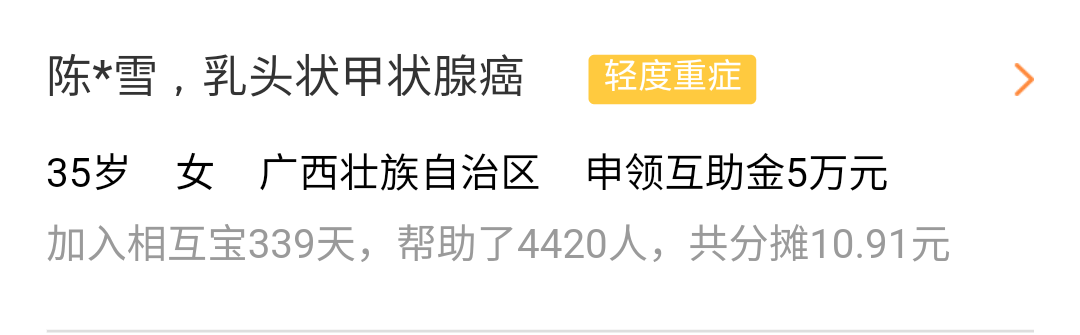 陈*雪，乳头状甲状腺癌 轻度重症
35岁 女 广西壮族自治区 申领互助金5万元
加入相互宝339天，帮助了4420人，共分摊10.91元